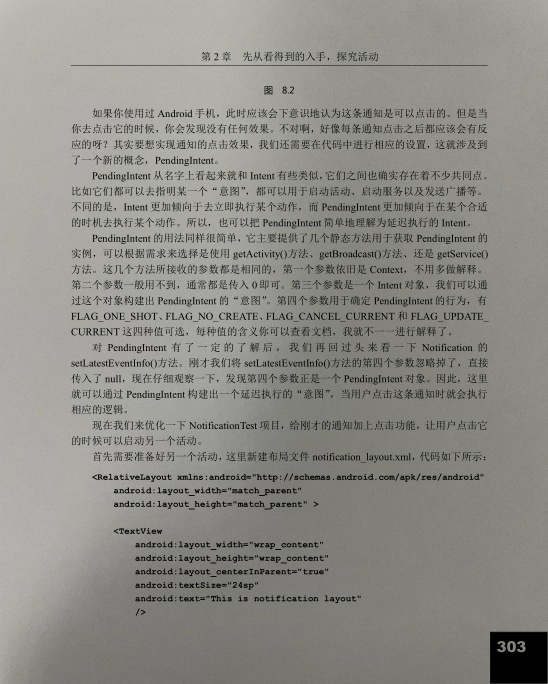 第 2 章　先从看得到的入手，探究活动
图　8.2
如果你使用过 Android 手机，此时应该会下意识地认为这条通知是可以点击的。但是当
你去点击它的时候，你会发现没有任何效果。不对啊，好像每条通知点击之后都应该会有反
应的呀？其实要想实现通知的点击效果，我们还需要在代码中进行相应的设置，这就涉及到
了一个新的概念，PendingIntent。
PendingIntent 从名字上看起来就和 Intent 有些类似，它们之间也确实存在着不少共同点。
比如它们都可以去指明某一个“意图”，都可以用于启动活动、启动服务以及发送广播等。
不同的是，Intent 更加倾向于去立即执行某个动作，而 PendingIntent 更加倾向于在某个合适
的时机去执行某个动作。所以，也可以把 PendingIntent 简单地理解为延迟执行的 Intent。
PendingIntent 的用法同样很简单，它主要提供了几个静态方法用于获取 PendingIntent 的
实例，可以根据需求来选择是使用 getActivity()方法、getBroadcast()方法、还是 getService()
方法。这几个方法所接收的参数都是相同的，第一个参数依旧是 Context，不用多做解释。
第二个参数一般用不到，通常都是传入 0 即可。第三个参数是一个 Intent 对象，我们可以通
过这个对象构建出 PendingIntent 的“意图”。第四个参数用于确定 PendingIntent 的行为，有
FLAG_ONE_SHOT、FLAG_NO_CREATE、FLAG_CANCEL_CURRENT 和 FLAG_UPDATE_
CURRENT 这四种值可选，每种值的含义你可以查看文档，我就不一一进行解释了。
对 PendingIntent 有了一定的了解后，我们再回过头来看一下 Notification 的
setLatestEventInfo()方法。刚才我们将 setLatestEventInfo()方法的第四个参数忽略掉了，直接
传入了 null，现在仔细观察一下，发现第四个参数正是一个 PendingIntent 对象。因此，这里
就可以通过 PendingIntent 构建出一个延迟执行的“意图”，当用户点击这条通知时就会执行
相应的逻辑。
现在我们来优化一下 NotificationTest 项目，给刚才的通知加上点击功能，让用户点击它
的时候可以启动另一个活动。
首先需要准备好另一个活动，这里新建布局文件 notification_layout.xml，代码如下所示：
<RelativeLayout xmlns:android="http://schemas.android.com/apk/res/android"
android:layout_width="match_parent"
android:layout_height="match_parent" >
<TextView
android:layout_width="wrap_content"
android:layout_height="wrap_content"
android:layout_centerInParent="true"
android:textSize="24sp"
android:text="This is notification layout"
/>
303